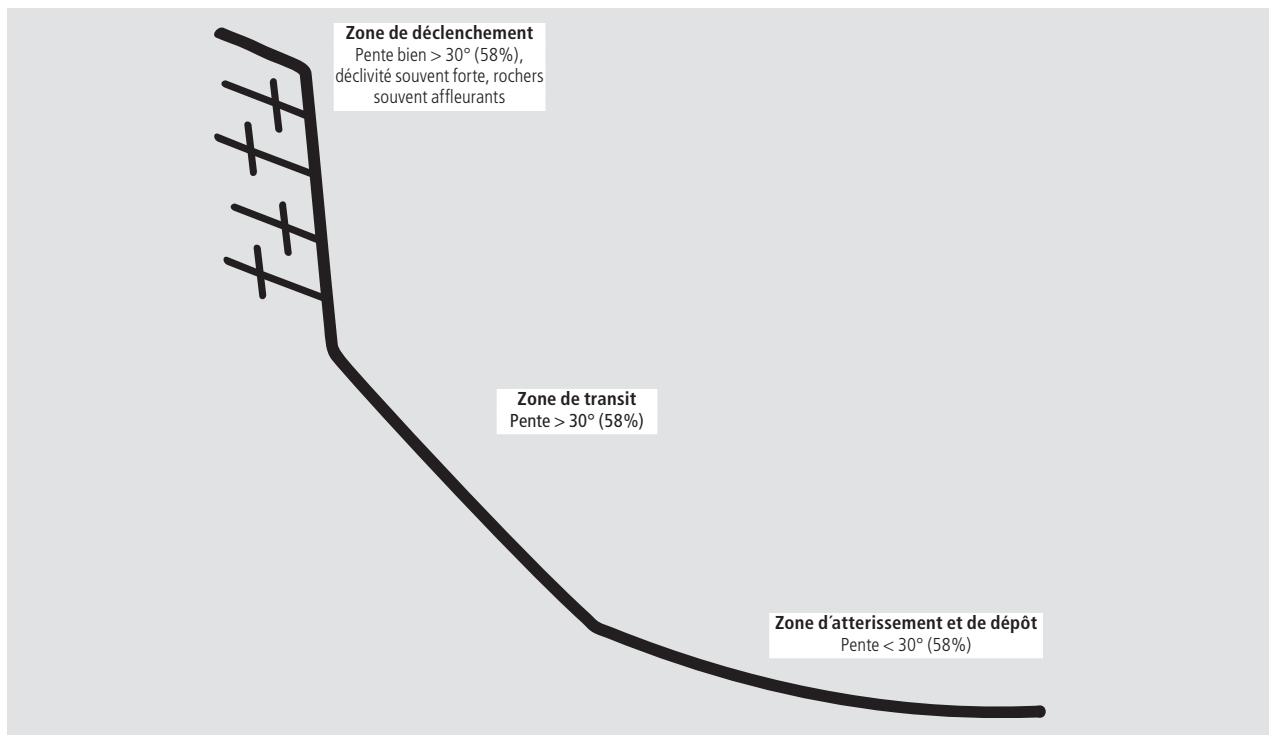 Zone de déclenchement
Pente bien > 30° (58%),
déclivité souvent forte, rochers
souvent affleurants
Zone de transit
Pente > 30° (58%)
Zone d´atterissement et de dépôt
Pente < 30° (58%)